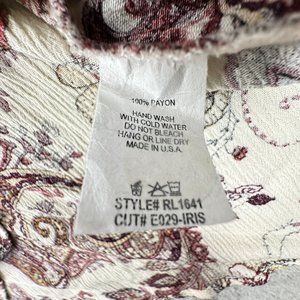 100% RAYON
HAND WASH
WITH COLD WATER
DO NOT BLEACH
HANG OR LINE DRY
MADE IN U.S.A.
STYLE# RL1641
CUT# E029-IRIS